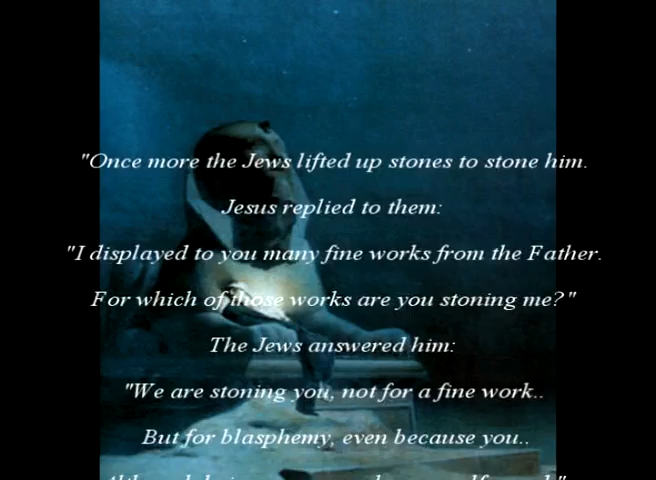 "Once more the Jews lifted up stones to stone him.
Jesus replied to them:
"I displayed to you many fine works from the Father.
For which of those works are you stoning me?"
The Jews answered him:
"We are stoning you, not for a fine work..
But for blasphemy, even because you..